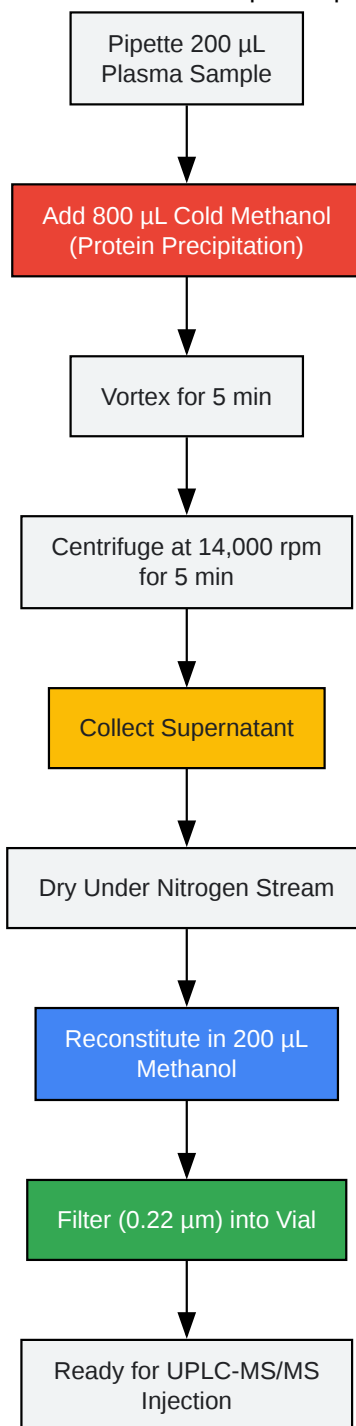 Pipette 200 µL
Plasma Sample
Add 800 µL Cold Methanol
(Protein Precipitation)
Vortex for 5 min
Centrifuge at 14,000 rpm
for 5 min
Collect Supernatant
Dry Under Nitrogen Stream
Reconstitute in 200 µL
Methanol
Filter (0.22 µm) into Vial
Ready for UPLC-MS/MS
Injection